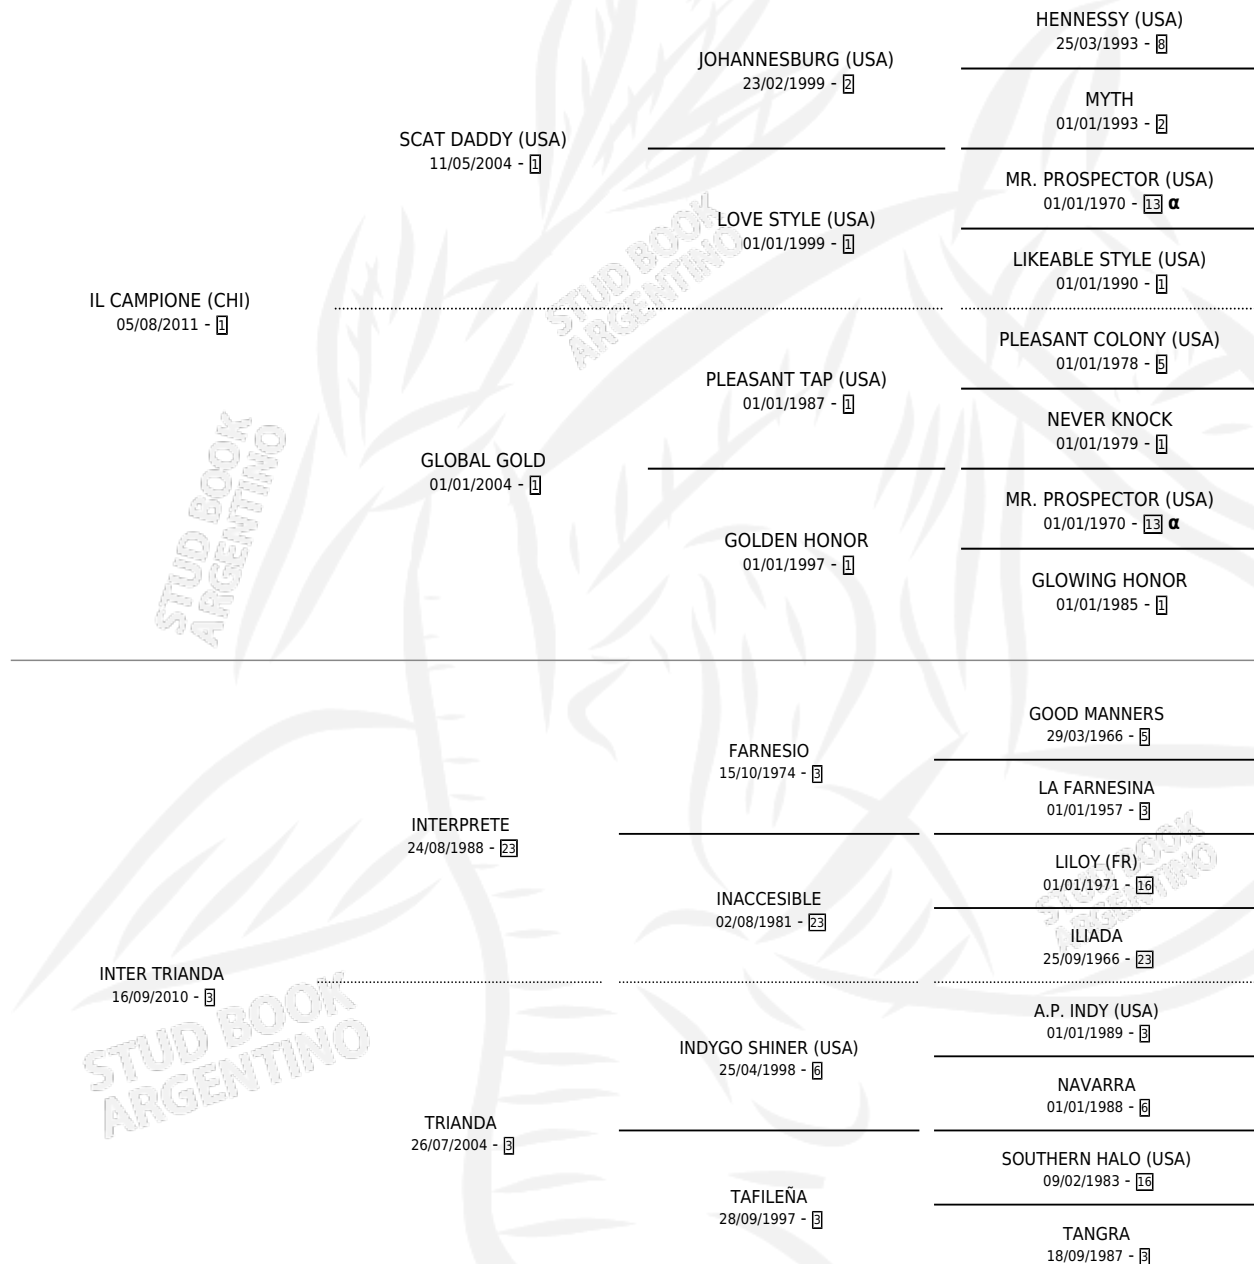 HENNESSY (USA)
25/03/1993 - 8
JOHANNESBURG (USA)
23/02/1999 - 2
MYTH
01/01/1993 - 2
SCAT DADDY (USA)
11/05/2004 - 1
MR. PROSPECTOR (USA)
01/01/1970 - 13 α
LOVE STYLE (USA)
01/01/1999 - 1
LIKEABLE STYLE (USA)
01/01/1990 - 1
STUD BOOK
ARGENTINO
IL CAMPIONE (CHI)
05/08/2011 - 1
PLEASANT COLONY (USA)
01/01/1978 - 5
PLEASANT TAP (USA)
01/01/1987 - 1
NEVER KNOCK
01/01/1979 - 1
GLOBAL GOLD
01/01/2004 - 1
MR. PROSPECTOR (USA)
01/01/1970 - 13 α
GOLDEN HONOR
01/01/1997 - 1
GLOWING HONOR
01/01/1985 - 1
STUD BOOK
ARGENTINO
GOOD MANNERS
29/03/1966 - 5
FARNESIO
15/10/1974 - 3
LA FARNESINA
01/01/1957 - 3
INTERPRETE
24/08/1988 - 23
LILOY (FR)
01/01/1971 - 16
INACCESIBLE
02/08/1981 - 23
ILIADA
25/09/1966 - 23
STUD BOOK
ARGENTINO
INTER TRIANDA
16/09/2010 - 3
A.P. INDY (USA)
01/01/1989 - 3
INDYGO SHINER (USA)
25/04/1998 - 6
NAVARRA
01/01/1988 - 6
STUD BOOK
ARGENTINO
TRIANDA
26/07/2004 - 3
SOUTHERN HALO (USA)
09/02/1983 - 16
TAFILEÑA
28/09/1997 - 3
TANGRA
18/09/1987 - 3